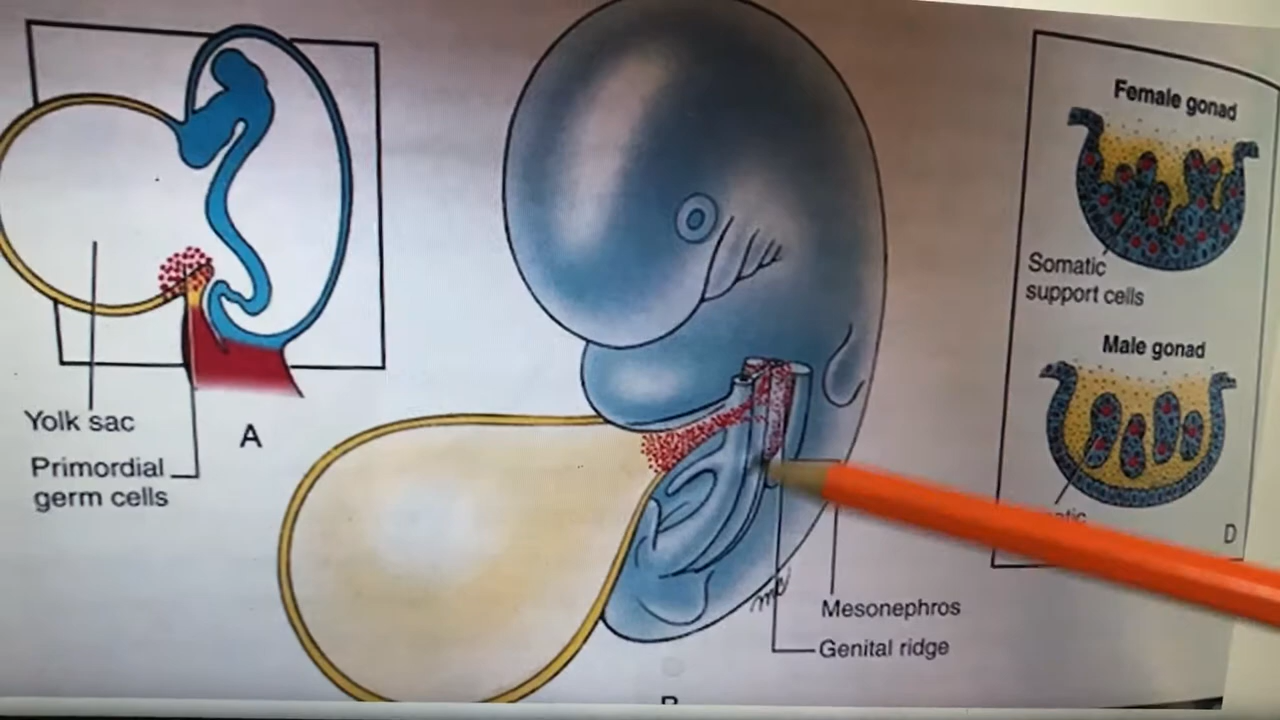 Yolk sac
Primordial
germ cells
A
Mesonephros
Genital ridge
Female gonad
Somatic
support cells
Male gonad
D